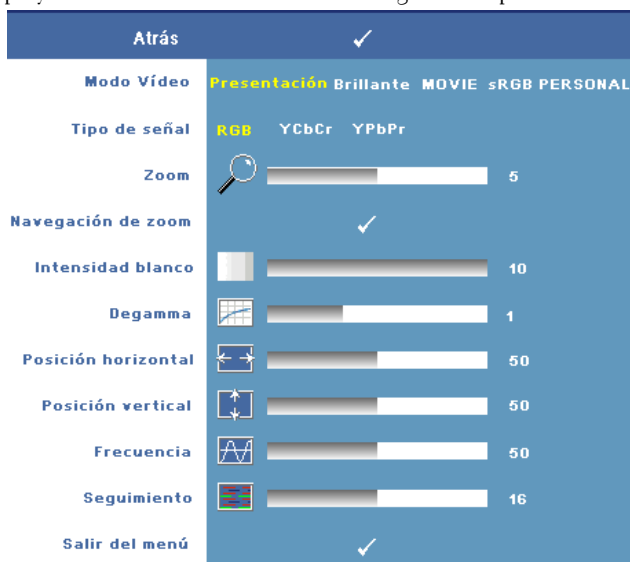 Atrás
Modo Vídeo Presentación Brillante MOVIE sRGB PERSONAL
Tipo de señal RGB YCbCr YPbPr
Zoom 5
Navegación de zoom
Intensidad blanco 10
Degamma 1
Posición horizontal 50
Posición vertical 50
Frecuencia 50
Seguimiento 16
Salir del menú